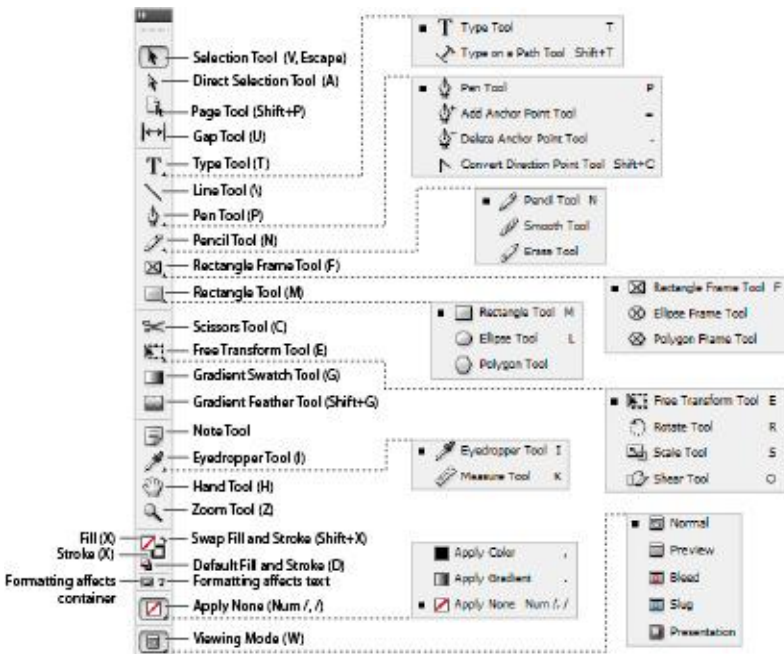 Selection Tool (V, Escape)
Direct Selection Tool (A)
Page Tool (Shift+P)
Gap Tool (U)
Type Tool (T)
Line Tool (\)
Pen Tool (P)
Pencil Tool (N)
Rectangle Frame Tool (F)
Rectangle Tool (M)
Scissors Tool (C)
Free Transform Tool (E)
Gradient Swatch Tool (G)
Gradient Feather Tool (Shift+G)
Note Tool
Eyedropper Tool (I)
Hand Tool (H)
Zoom Tool (Z)
Fill (X)
Swap Fill and Stroke (Shift+X)
Stroke (X)
Default Fill and Stroke (D)
Formatting affects container
Formatting affects text
Apply None (Num /, /)
Viewing Mode (W)
Type Tool T
Type on a Path Tool Shift+T
Pen Tool P
Add Anchor Point Tool =
Delete Anchor Point Tool -
Convert Direction Point Tool Shift+C
Pencil Tool N
Smooth Tool
Erase Tool
Rectangle Frame Tool F
Ellipse Frame Tool
Polygon Frame Tool
Rectangle Tool M
Ellipse Tool L
Polygon Tool
Free Transform Tool E
Rotate Tool R
Scale Tool S
Shear Tool O
Eyedropper Tool I
Measure Tool K
Apply Color ,
Apply Gradient .
Apply None Num /, /
Normal
Preview
Bleed
Slug
Presentation